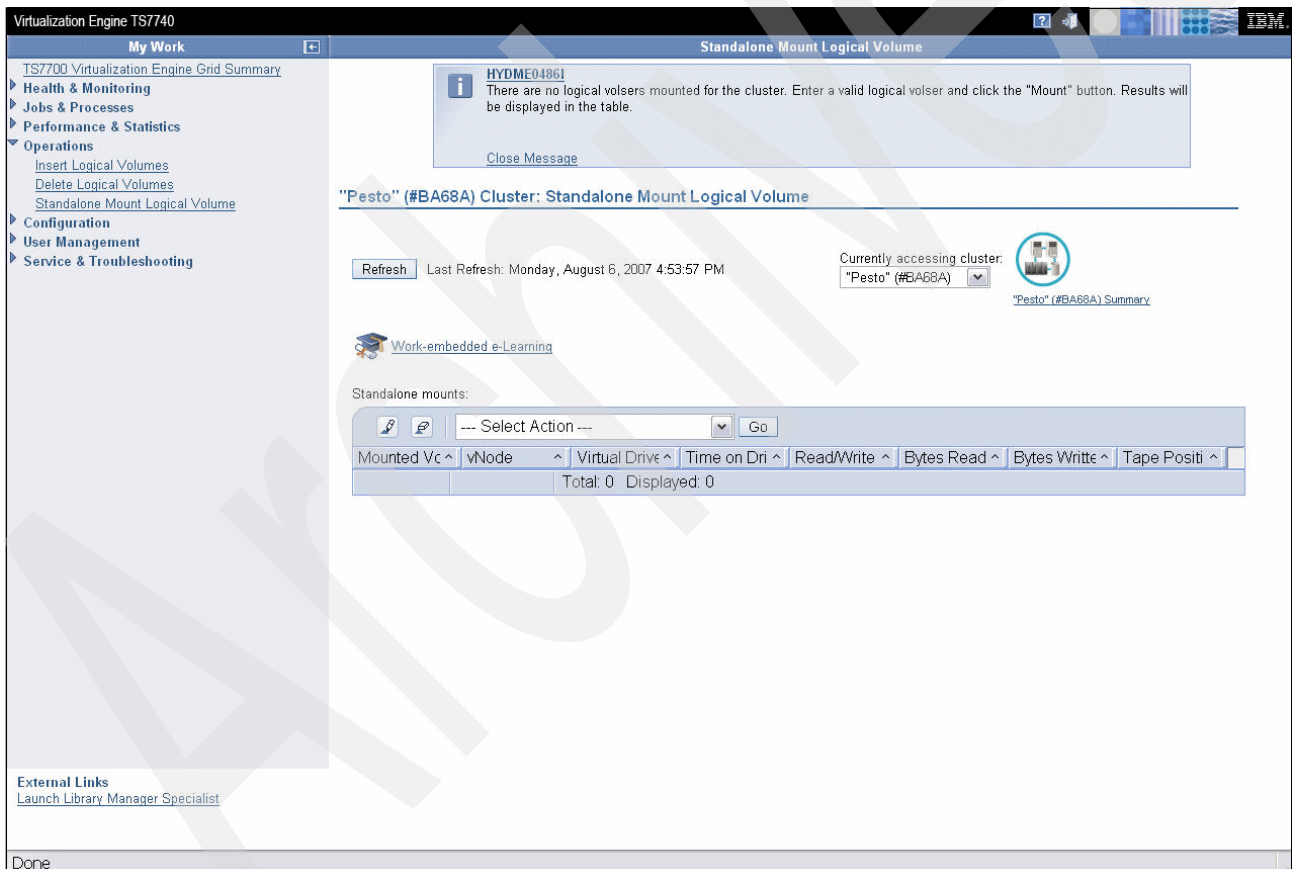 Virtualization Engine TS7740
IBM.
My Work
Standalone Mount Logical Volume
TS7700 Virtualization Engine Grid Summary
Health & Monitoring
Jobs & Processes
Performance & Statistics
Operations
Insert Logical Volumes
Delete Logical Volumes
Standalone Mount Logical Volume
Configuration
User Management
Service & Troubleshooting
External Links
Launch Library Manager Specialist
HYDME0486I
There are no logical volsers mounted for the cluster. Enter a valid logical volser and click the "Mount" button. Results will
be displayed in the table.
Close Message
"Pesto" (#BA68A) Cluster: Standalone Mount Logical Volume
Refresh Last Refresh: Monday, August 6, 2007 4:53:57 PM
Currently accessing cluster:
"Pesto" (#BA68A)
"Pesto" (#BA68A) Summary
Work-embedded e-Learning
Standalone mounts:
--- Select Action --- Go
Mounted Vc vNode Virtual Drive Time on Dri Read/Write Bytes Read Bytes Writte Tape Positi
Total: 0 Displayed: 0
Done
Archive